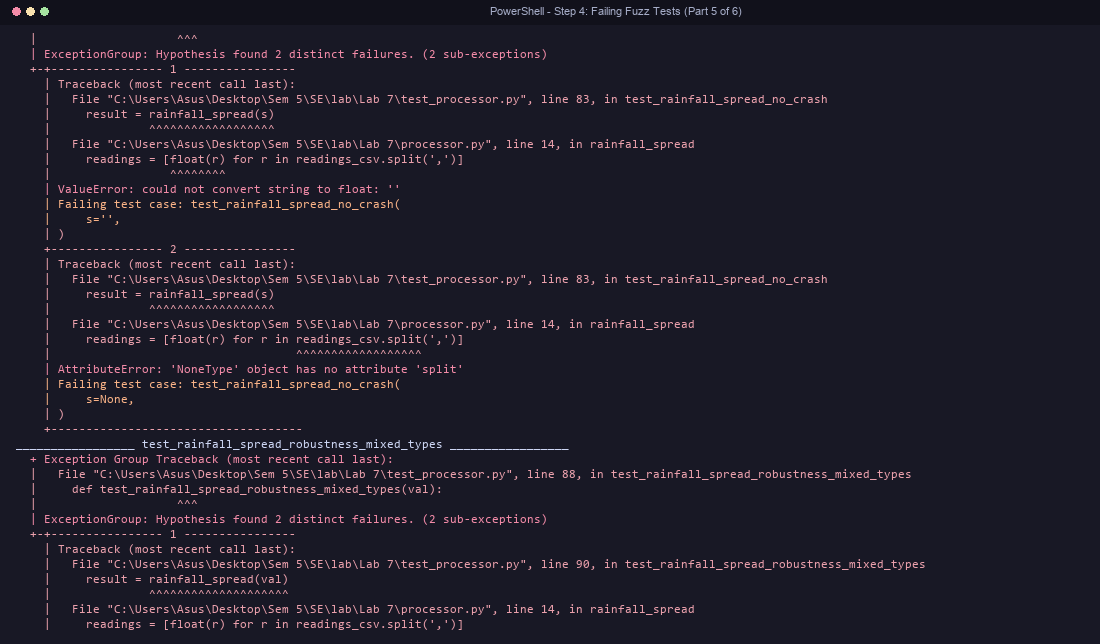 PowerShell - Step 4: Failing Fuzz Tests (Part 5 of 6)
  |                    ^^^
  | ExceptionGroup: Hypothesis found 2 distinct failures. (2 sub-exceptions)
  +-+---------------- 1 ----------------
    | Traceback (most recent call last):
    |   File "C:\Users\Asus\Desktop\Sem 5\SE\lab\Lab 7\test_processor.py", line 83, in test_rainfall_spread_no_crash
    |     result = rainfall_spread(s)
    |              ^^^^^^^^^^^^^^^^^^
    |   File "C:\Users\Asus\Desktop\Sem 5\SE\lab\Lab 7\processor.py", line 14, in rainfall_spread
    |     readings = [float(r) for r in readings_csv.split(',')]
    |                 ^^^^^^^^
    | ValueError: could not convert string to float: ''
    | Failing test case: test_rainfall_spread_no_crash(
    |     s='',
    | )
    +---------------- 2 ----------------
    | Traceback (most recent call last):
    |   File "C:\Users\Asus\Desktop\Sem 5\SE\lab\Lab 7\test_processor.py", line 83, in test_rainfall_spread_no_crash
    |     result = rainfall_spread(s)
    |              ^^^^^^^^^^^^^^^^^^
    |   File "C:\Users\Asus\Desktop\Sem 5\SE\lab\Lab 7\processor.py", line 14, in rainfall_spread
    |     readings = [float(r) for r in readings_csv.split(',')]
    |                                   ^^^^^^^^^^^^^^^^^^
    | AttributeError: 'NoneType' object has no attribute 'split'
    | Failing test case: test_rainfall_spread_no_crash(
    |     s=None,
    | )
    +------------------------------------
_________________ test_rainfall_spread_robustness_mixed_types _________________
  + Exception Group Traceback (most recent call last):
  |   File "C:\Users\Asus\Desktop\Sem 5\SE\lab\Lab 7\test_processor.py", line 88, in test_rainfall_spread_robustness_mixed_types
  |     def test_rainfall_spread_robustness_mixed_types(val):
  |                    ^^^
  | ExceptionGroup: Hypothesis found 2 distinct failures. (2 sub-exceptions)
  +-+---------------- 1 ----------------
    | Traceback (most recent call last):
    |   File "C:\Users\Asus\Desktop\Sem 5\SE\lab\Lab 7\test_processor.py", line 90, in test_rainfall_spread_robustness_mixed_types
    |     result = rainfall_spread(val)
    |              ^^^^^^^^^^^^^^^^^^^^
    |   File "C:\Users\Asus\Desktop\Sem 5\SE\lab\Lab 7\processor.py", line 14, in rainfall_spread
    |     readings = [float(r) for r in readings_csv.split(',')]